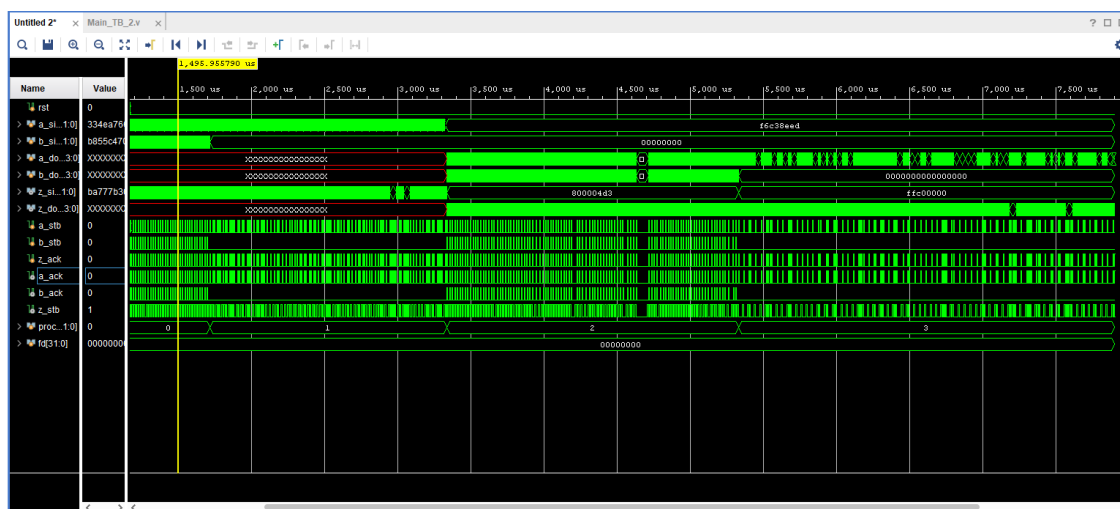 Untitled 2* × Main_TB_2.v ×
1,495.955790 us
Name Value
1,500 us 2,000 us 2,500 us 3,000 us 3,500 us 4,000 us 4,500 us 5,000 us 5,500 us 6,000 us 6,500 us 7,000 us 7,500 us
rst 0
a_si...1:0] 334ea76 f6c38eed
b_si...1:0] b855c470 00000000
a_do...3:0] XXXXXXX XXXXXXXXXXXXXXXX
b_do...3:0] XXXXXXX XXXXXXXXXXXXXXXX 0000000000000000
z_si...1:0] ba777b3 800004d3 ffc00000
z_do...3:0] XXXXXXX XXXXXXXXXXXXXXXX
a_stb 0
b_stb 0
z_ack 0
a_ack 0
b_ack 0
z_stb 1
proc...1:0] 0 0 1 2 3
fd[31:0] 0000000 00000000